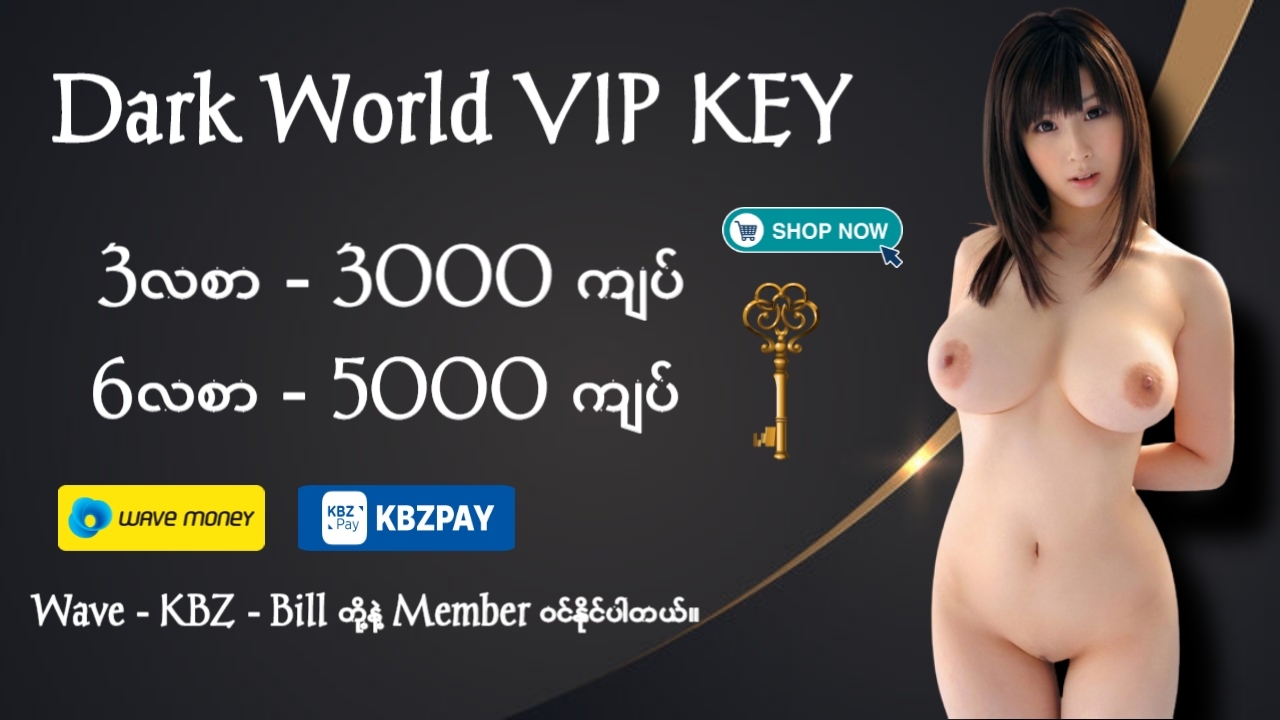 Dark World VIP KEY
SHOP NOW
3လစာ - 3000 ကျပ်
6လစာ - 5000 ကျပ်
WAVE MONEY
KBZ Pay KBZPAY
Wave - KBZ - Bill တို့နဲ့ Member ဝင်နိုင်ပါတယ်။